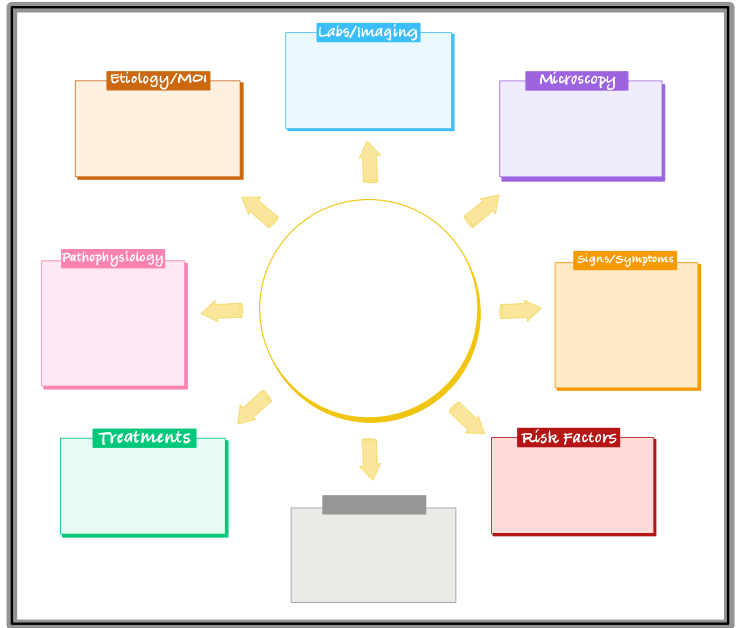 Labs/Imaging
Etiology/MOI
Microscopy
Pathophysiology
Signs/Symptoms
Treatments
Risk Factors